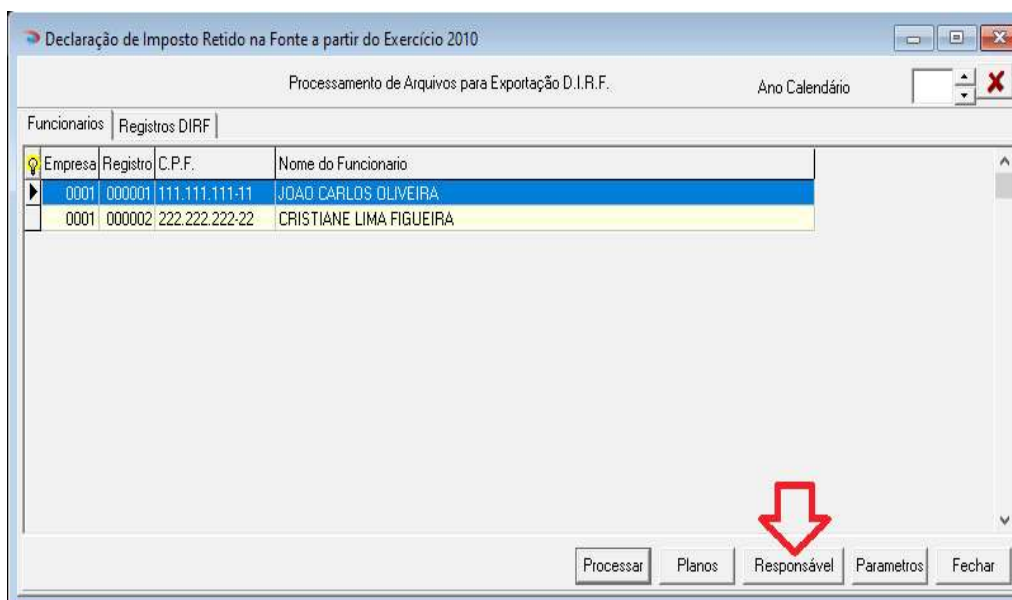 Declaração de Imposto Retido na Fonte a partir do Exercício 2010
Processamento de Arquivos para Exportação D.I.R.F. Ano Calendário
Funcionarios Registros DIRF
Empresa Registro C.P.F. Nome do Funcionario
0001 000001 111.111.111-11 JOAO CARLOS OLIVEIRA
0001 000002 222.222.222-22 CRISTIANE LIMA FIGUEIRA
Processar Planos Responsável Parametros Fechar